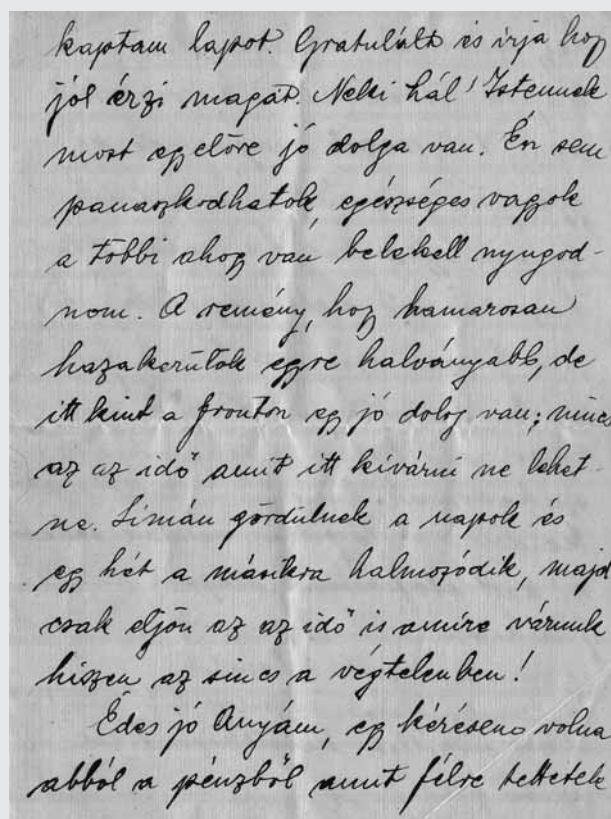 kaptam lapot. Gratulált és irja hogy
jól érzi magát. Neki hál' Istennek
most egyelőre jó dolga van. Én sem
panaszkodhatok, egészséges vagyok
a többi ahogy van bele kell nyugod-
nom. A remény, hogy hamarosan
hazakerülök egyre halványabb, de
itt kint a fronton egy jó dolog van; nincs
az az idő amit itt kivárni ne lehet-
ne. Simán gördülnek a napok és
egy hét a másikra halmozódik, majd
csak eljön az az idő is amire várunk
hiszen az sincs a végtelenben!
Édes jó Anyám, egy kérésem volna
abból a pénzből amit félre tettetek